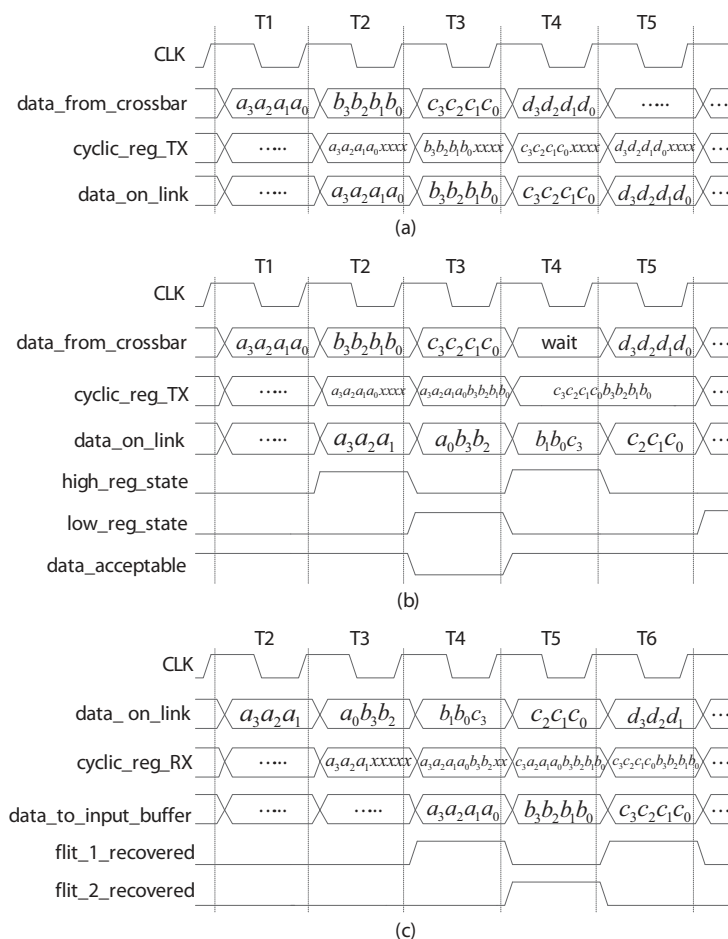 T1 T2 T3 T4 T5
CLK
data_from_crossbar a3a2a1a0 b3b2b1b0 c3c2c1c0 d3d2d1d0 ..... ...
cyclic_reg_TX ..... a3a2a1a0xxxx b3b2b1b0xxxx c3c2c1c0xxxx d3d2d1d0xxxx ...
data_on_link ..... a3a2a1a0 b3b2b1b0 c3c2c1c0 d3d2d1d0 ...
(a)
T1 T2 T3 T4 T5
CLK
data_from_crossbar a3a2a1a0 b3b2b1b0 c3c2c1c0 wait d3d2d1d0 ...
cyclic_reg_TX ..... a3a2a1a0xxxx a3a2a1a0b3b2b1b0 c3c2c1c0b3b2b1b0 ...
data_on_link ..... a3a2a1 a0b3b2 b1b0c3 c2c1c0 ...
high_reg_state
low_reg_state
data_acceptable
(b)
T2 T3 T4 T5 T6
CLK
data_ on_link a3a2a1 a0b3b2 b1b0c3 c2c1c0 d3d2d1 ...
cyclic_reg_RX ..... a3a2a1xxxxx a3a2a1a0b3b2xx c3a2a1a0b3b2b1b0 c3c2c1c0b3b2b1b0 ...
data_to_input_buffer ..... ..... a3a2a1a0 b3b2b1b0 c3c2c1c0 ...
flit_1_recovered
flit_2_recovered
(c)